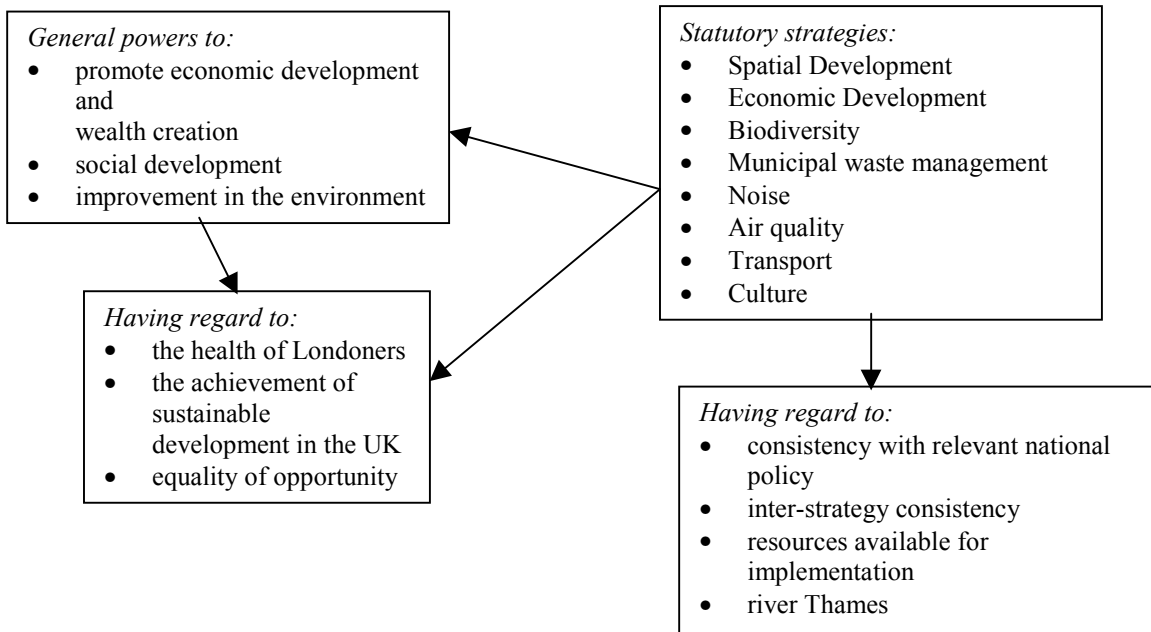 General powers to:
• promote economic development
and
wealth creation
• social development
• improvement in the environment
Statutory strategies:
• Spatial Development
• Economic Development
• Biodiversity
• Municipal waste management
• Noise
• Air quality
• Transport
• Culture
Having regard to:
• the health of Londoners
• the achievement of
sustainable
development in the UK
• equality of opportunity
Having regard to:
• consistency with relevant national
policy
• inter-strategy consistency
• resources available for
implementation
• river Thames